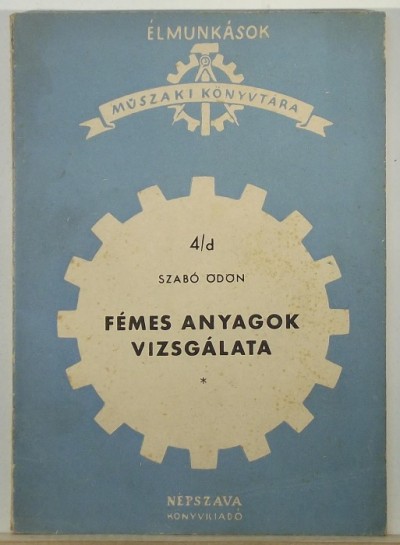 ÉLMUNKÁSOK
MŰSZAKI KÖNYVTÁRA
4/d
SZABÓ ÖDÖN
FÉMES ANYAGOK
VIZSGÁLATA
*
NÉPSZAVA
KÖNYVKIADÓ